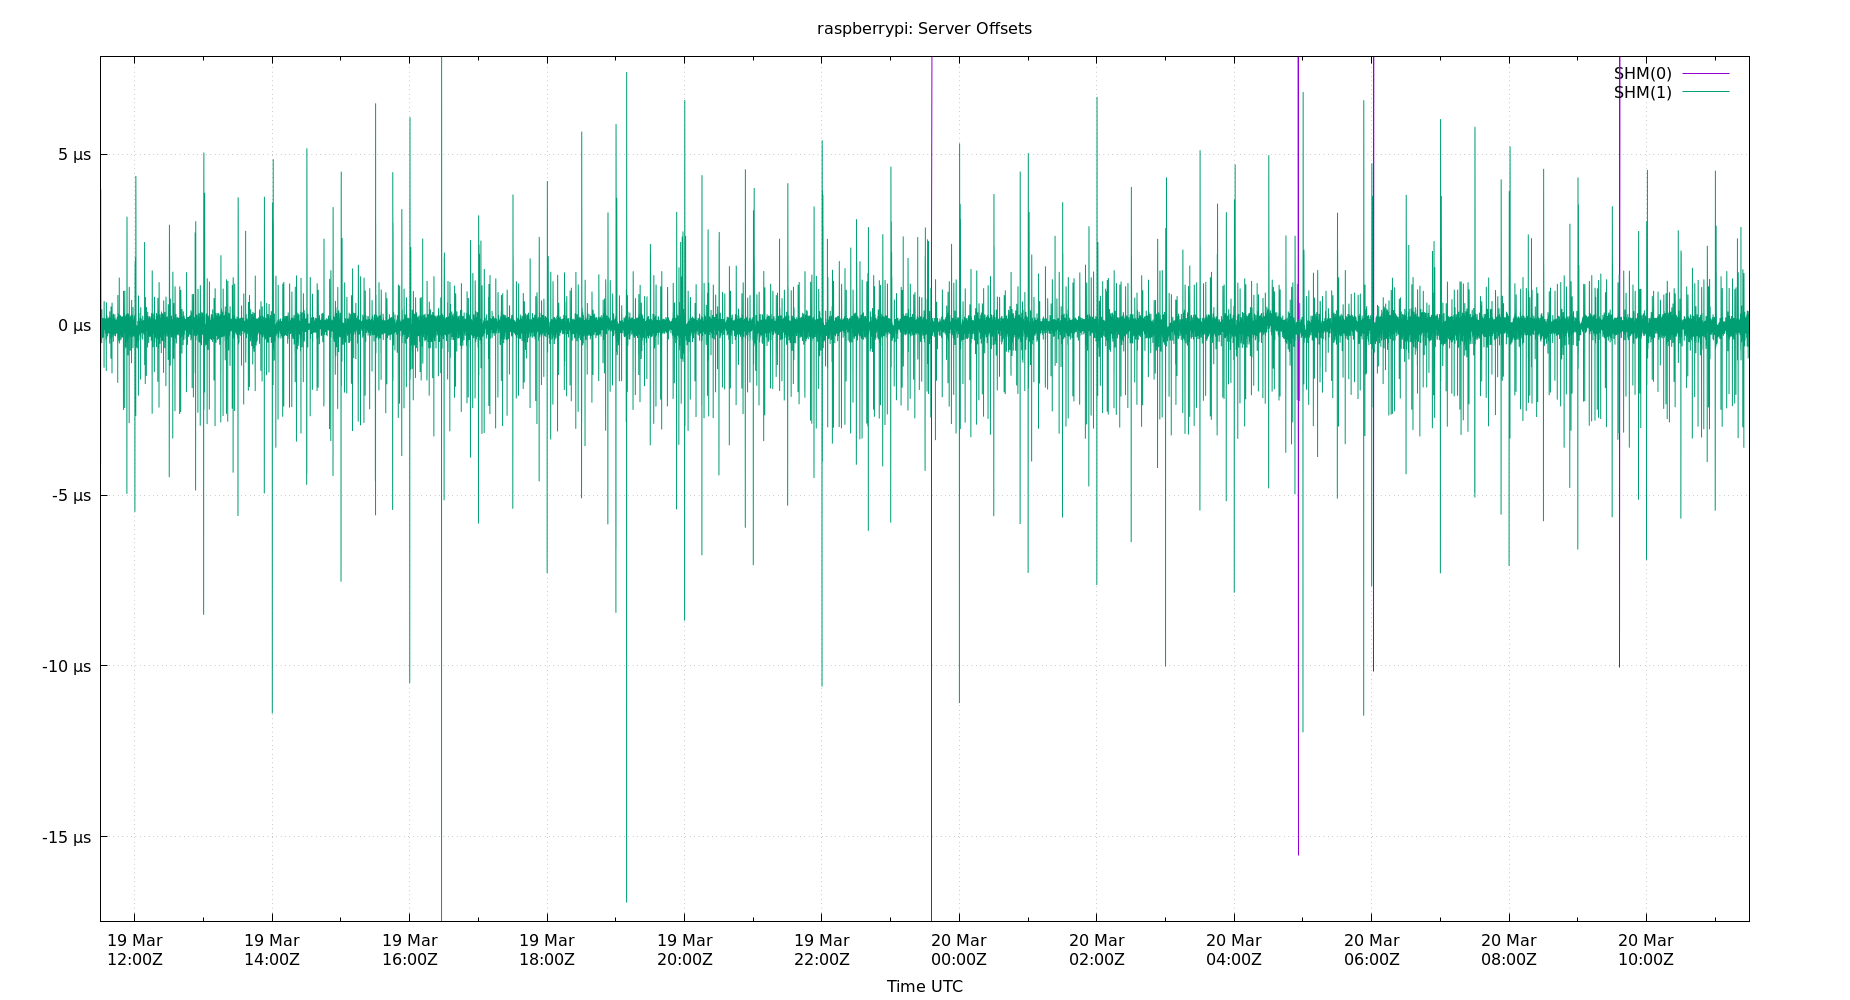 raspberrypi: Server Offsets
SHM(0)
SHM(1)
5 µs
0 µs
-5 µs
-10 µs
-15 µs
19 Mar 19 Mar 19 Mar 19 Mar 19 Mar 19 Mar 20 Mar 20 Mar 20 Mar 20 Mar 20 Mar 20 Mar
12:00Z 14:00Z 16:00Z 18:00Z 20:00Z 22:00Z 00:00Z 02:00Z 04:00Z 06:00Z 08:00Z 10:00Z
Time UTC